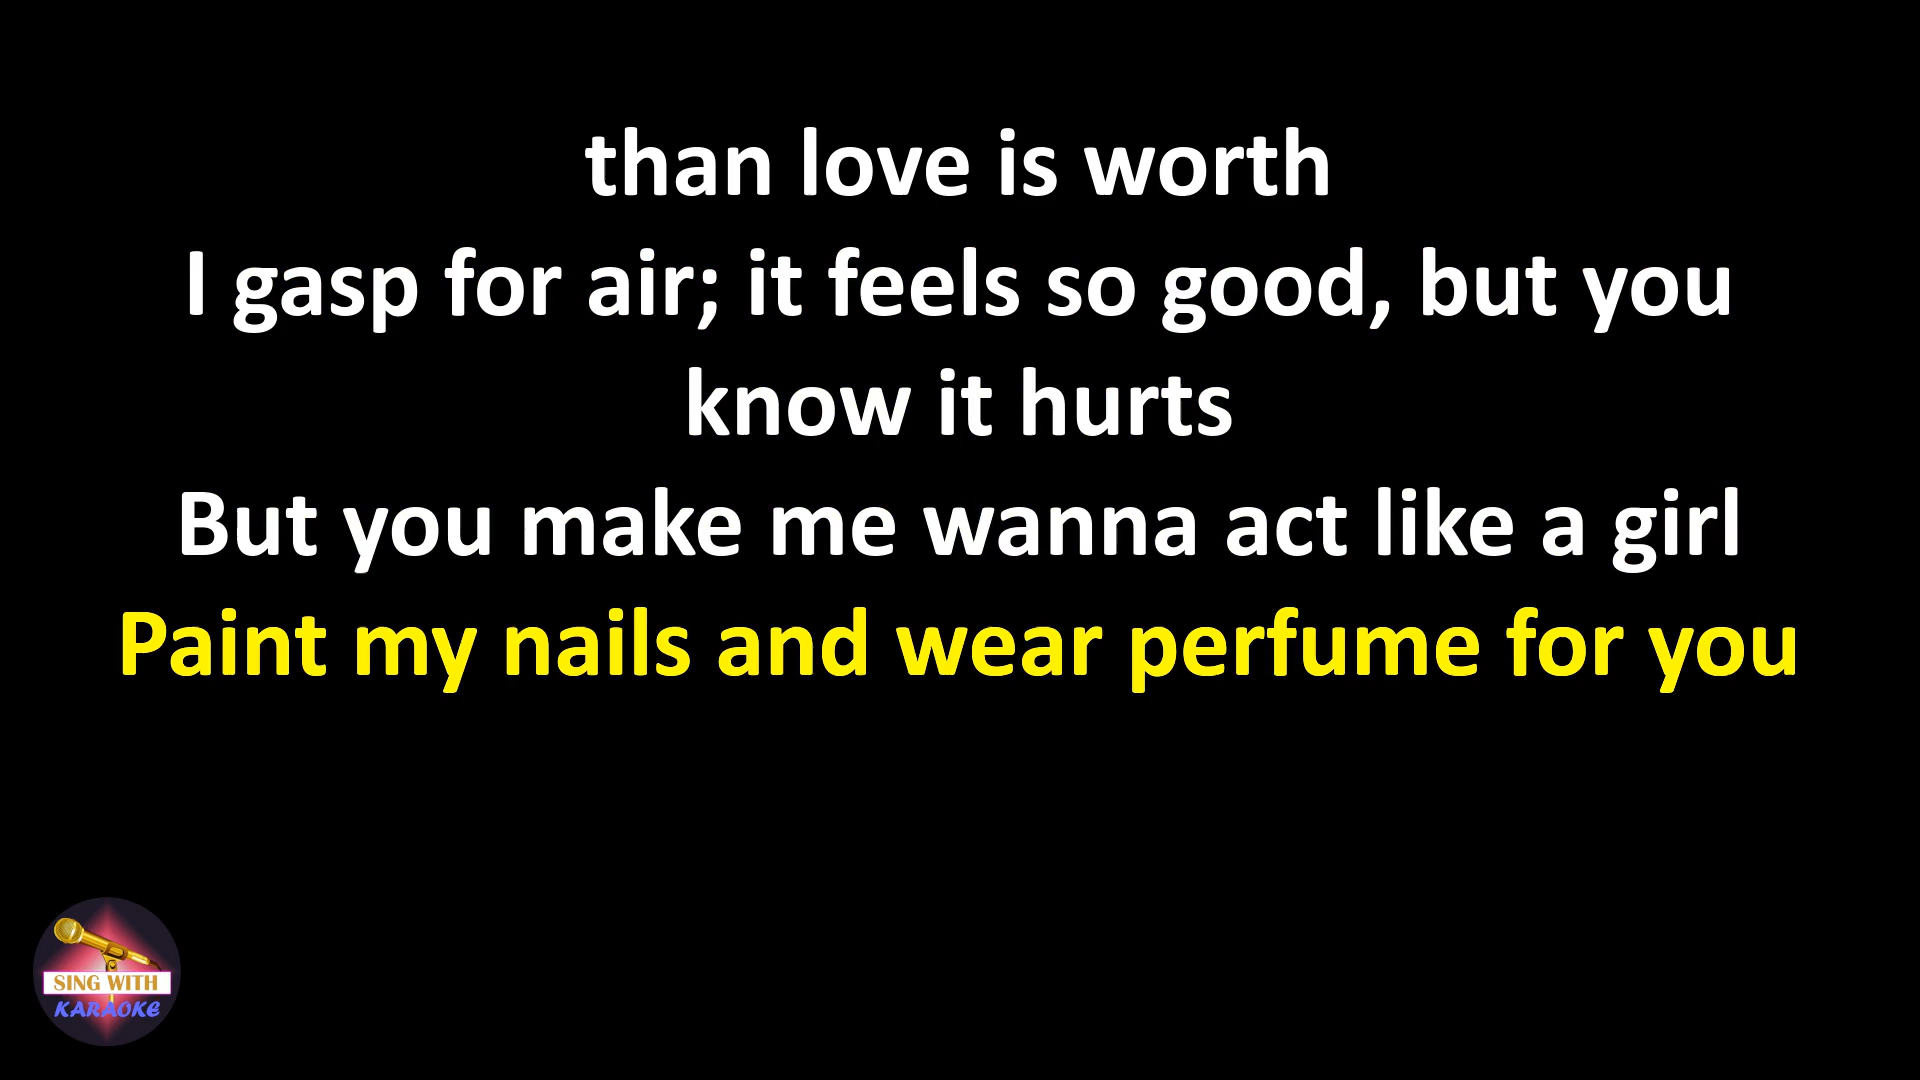 than love is worth
I gasp for air; it feels so good, but you
know it hurts
But you make me wanna act like a girl
Paint my nails and wear perfume for you
SING WITH
KARAOKE